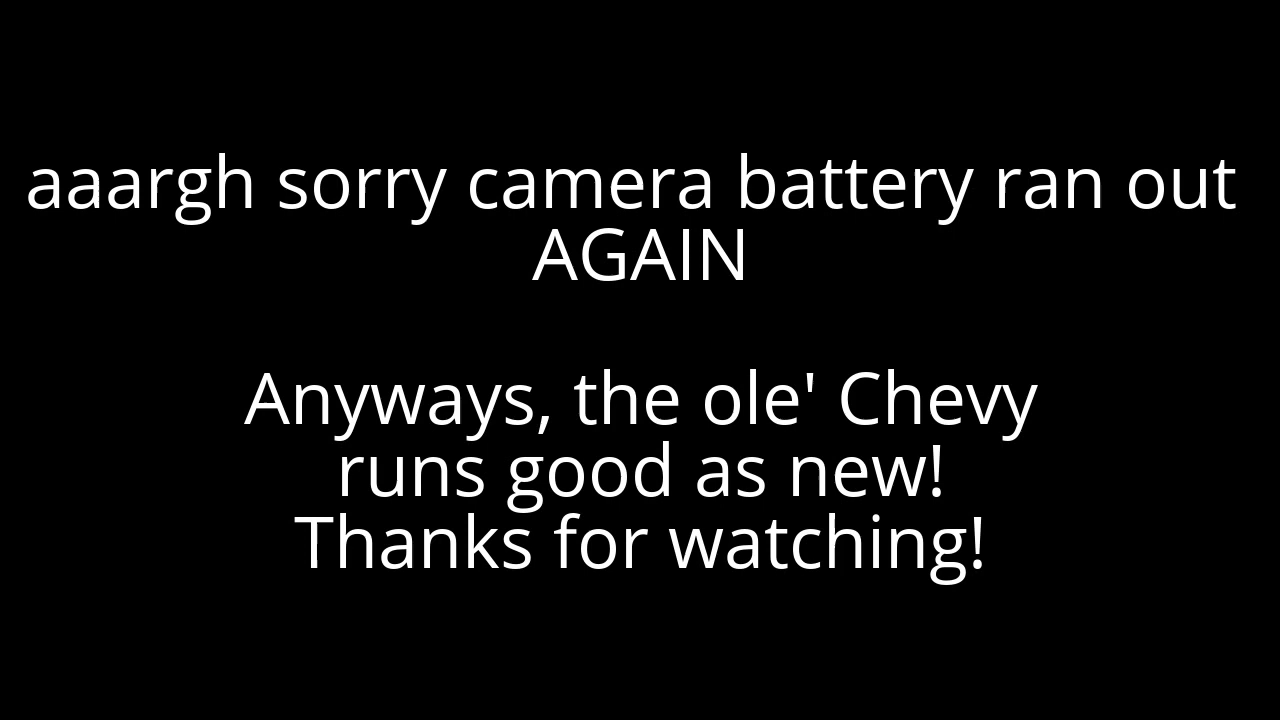 aaargh sorry camera battery ran out
AGAIN
Anyways, the ole' Chevy
runs good as new!
Thanks for watching!